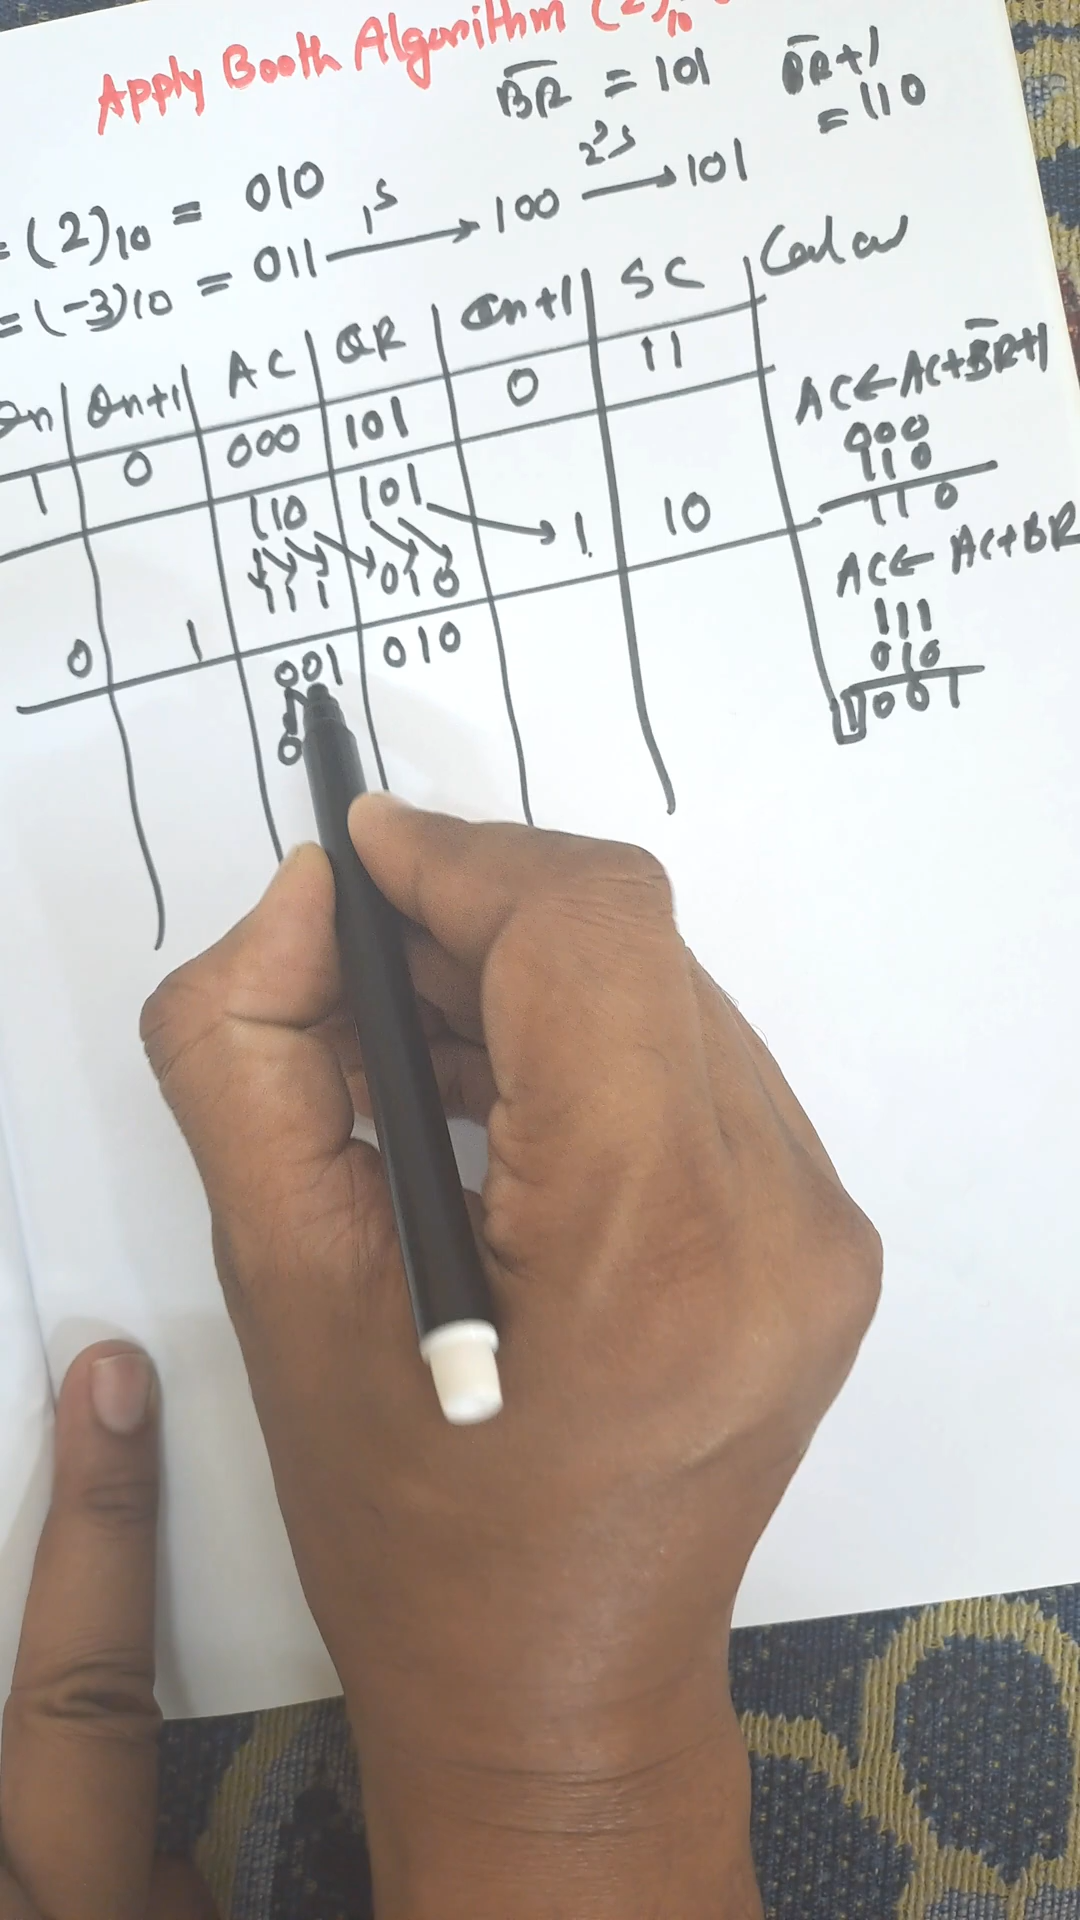 Apply Booth Algorithm (2)10
B̅R̅ = 101 B̅R+1
= 110
= (2)10 = 010
= (-3)10 = 011 1's → 100 2's → 101
Qn Qn+1 AC QR Qn+1 SC
1 0 000 101 0 11 AC← AC+B̅R+1
000
110
110 101 1 10 110
111 010 AC← AC+BR
0 1 001 010 111
010
1001
0